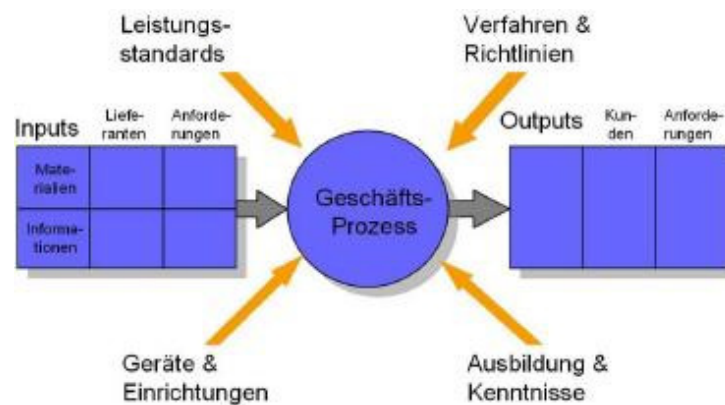 Leistungs-
standards
Verfahren &
Richtlinien
Inputs
Liefe-
ranten
Anforde-
rungen
Outputs
Kun-
den
Anforde-
rungen
Mate-
rialien
Informa-
tionen
Geschäfts-
Prozess
Geräte &
Einrichtungen
Ausbildung &
Kenntnisse